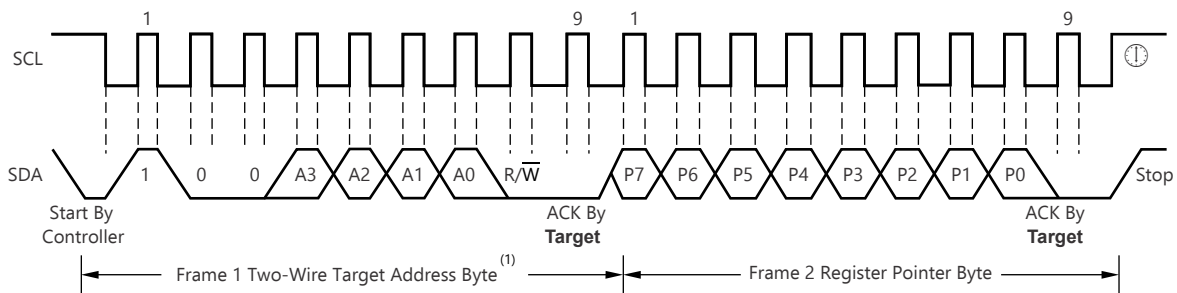 1 9 1 9
SCL
SDA 1 0 0 A3 A2 A1 A0 R/W̅ P7 P6 P5 P4 P3 P2 P1 P0 Stop
Start By
Controller
ACK By
Target
ACK By
Target
Frame 1 Two-Wire Target Address Byte (1)
Frame 2 Register Pointer Byte